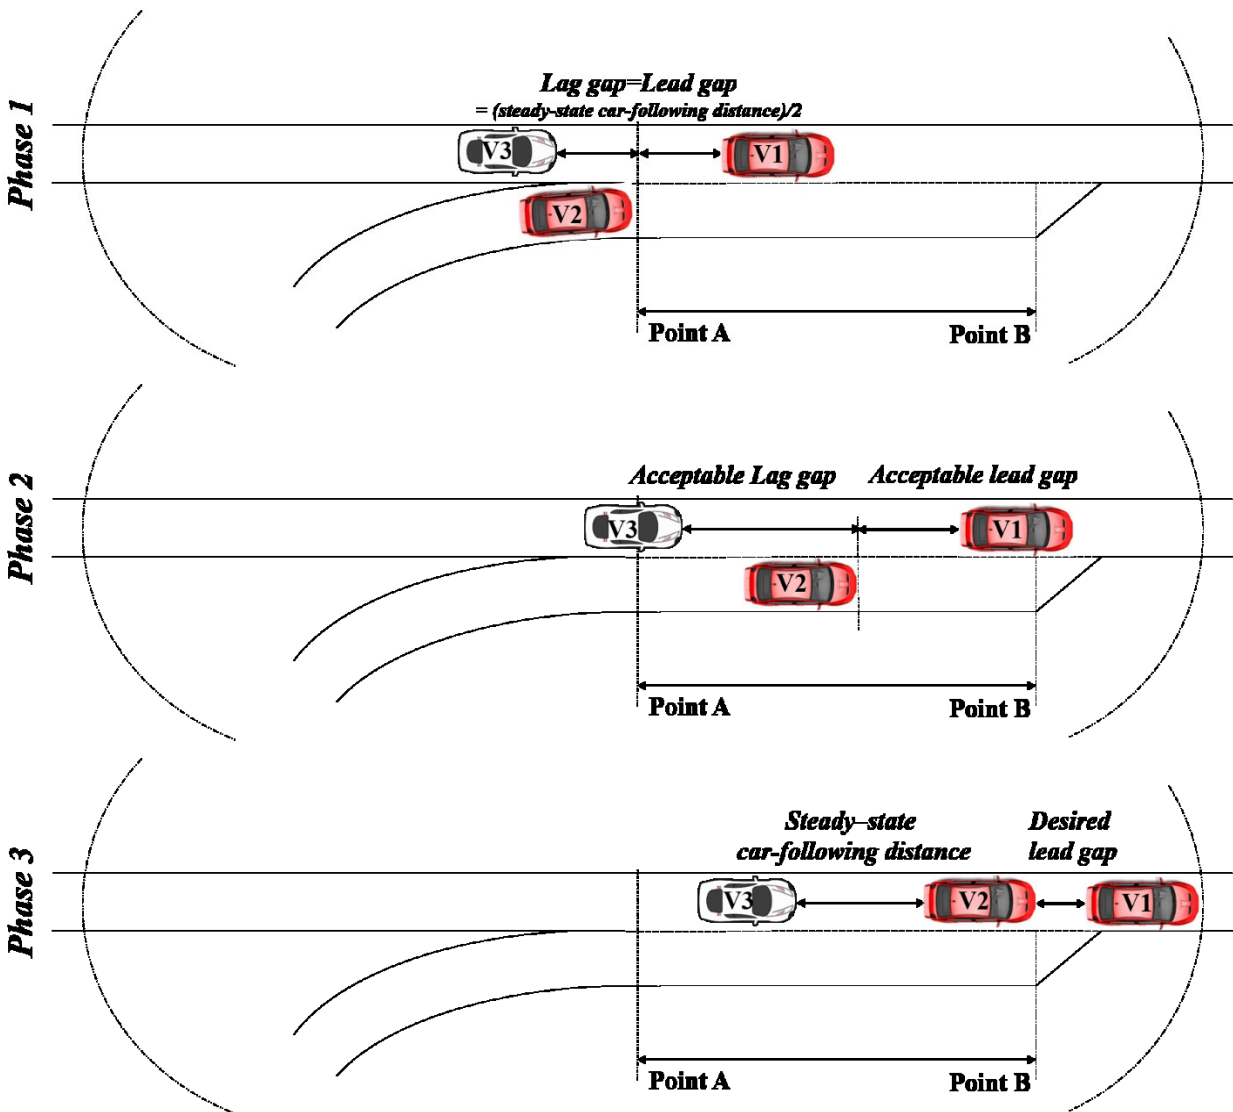 Phase 1
Lag gap=Lead gap
= (steady-state car-following distance)/2
V3
V1
V2
Point A
Point B
Phase 2
Acceptable Lag gap
Acceptable lead gap
V3
V1
V2
Point A
Point B
Phase 3
Steady–state
car-following distance
Desired
lead gap
V3
V2
V1
Point A
Point B